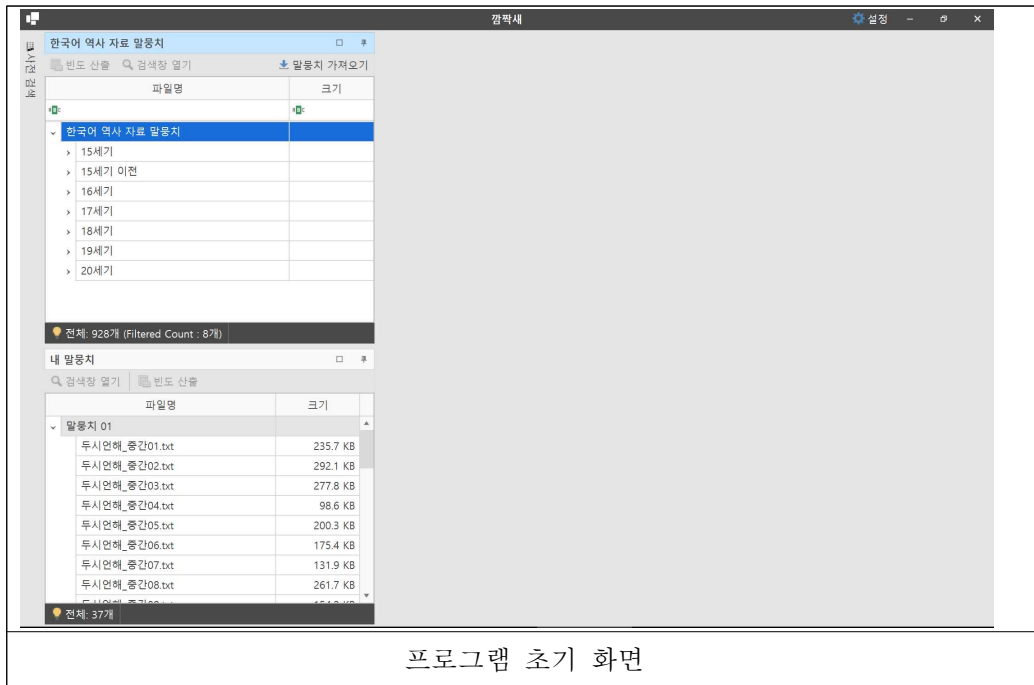 깜짝새
설정
사전 검색
한국어 역사 자료 말뭉치
빈도 산출 검색창 열기 말뭉치 가져오기
파일명 크기
한국어 역사 자료 말뭉치
15세기
15세기 이전
16세기
17세기
18세기
19세기
20세기
전체: 928개 (Filtered Count : 8개)
내 말뭉치
검색창 열기 빈도 산출
파일명 크기
말뭉치 01
두시언해_중간01.txt 235.7 KB
두시언해_중간02.txt 292.1 KB
두시언해_중간03.txt 277.8 KB
두시언해_중간04.txt 98.6 KB
두시언해_중간05.txt 200.3 KB
두시언해_중간06.txt 175.4 KB
두시언해_중간07.txt 131.9 KB
두시언해_중간08.txt 261.7 KB
전체: 37개
프로그램 초기 화면